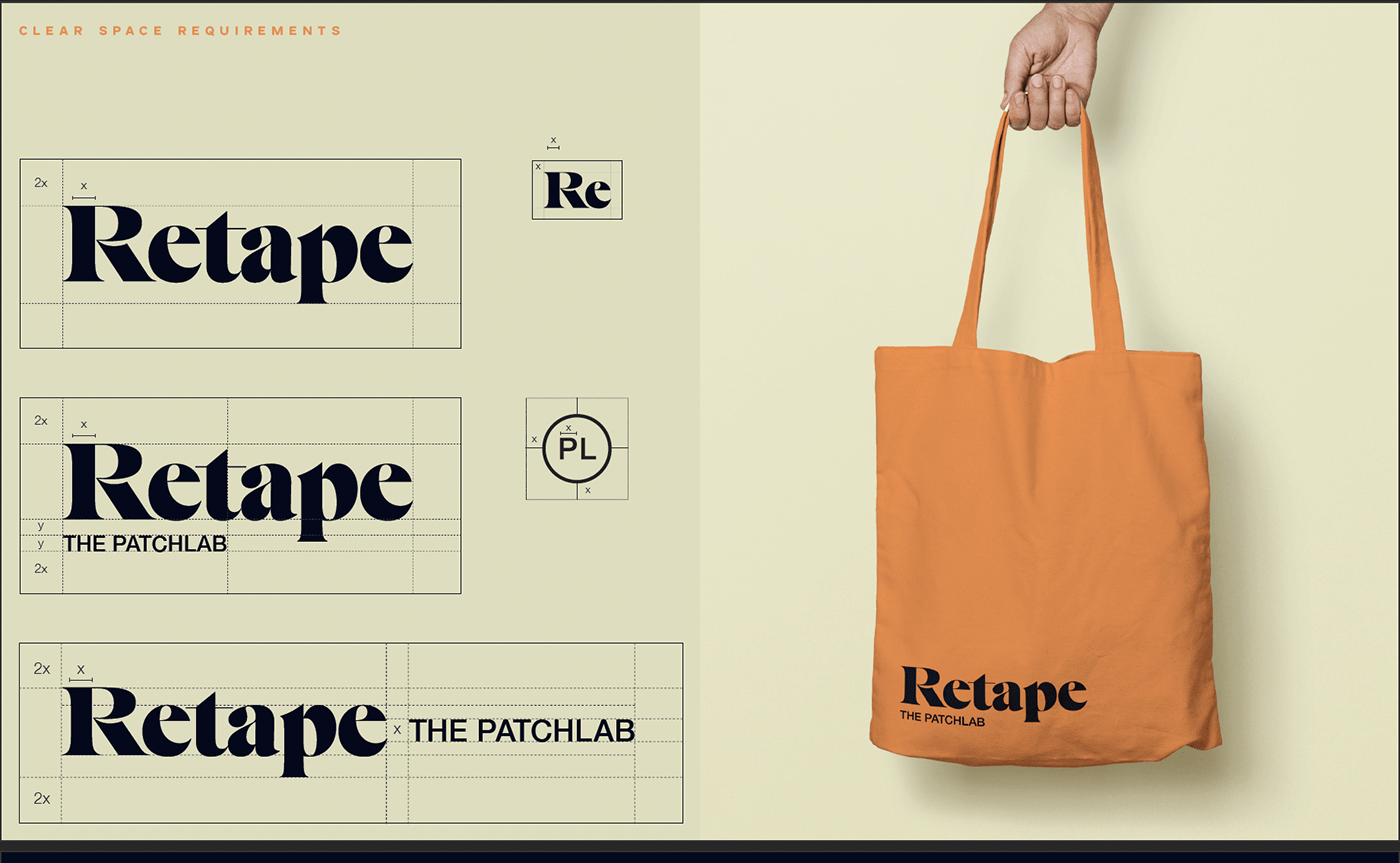 CLEAR SPACE REQUIREMENTS
2x
x
Retape
x
x
Re
2x
x
Retape
y
y
THE PATCHLAB
2x
x
x
PL
x
2x
x
Retape
x
THE PATCHLAB
2x
Retape
THE PATCHLAB